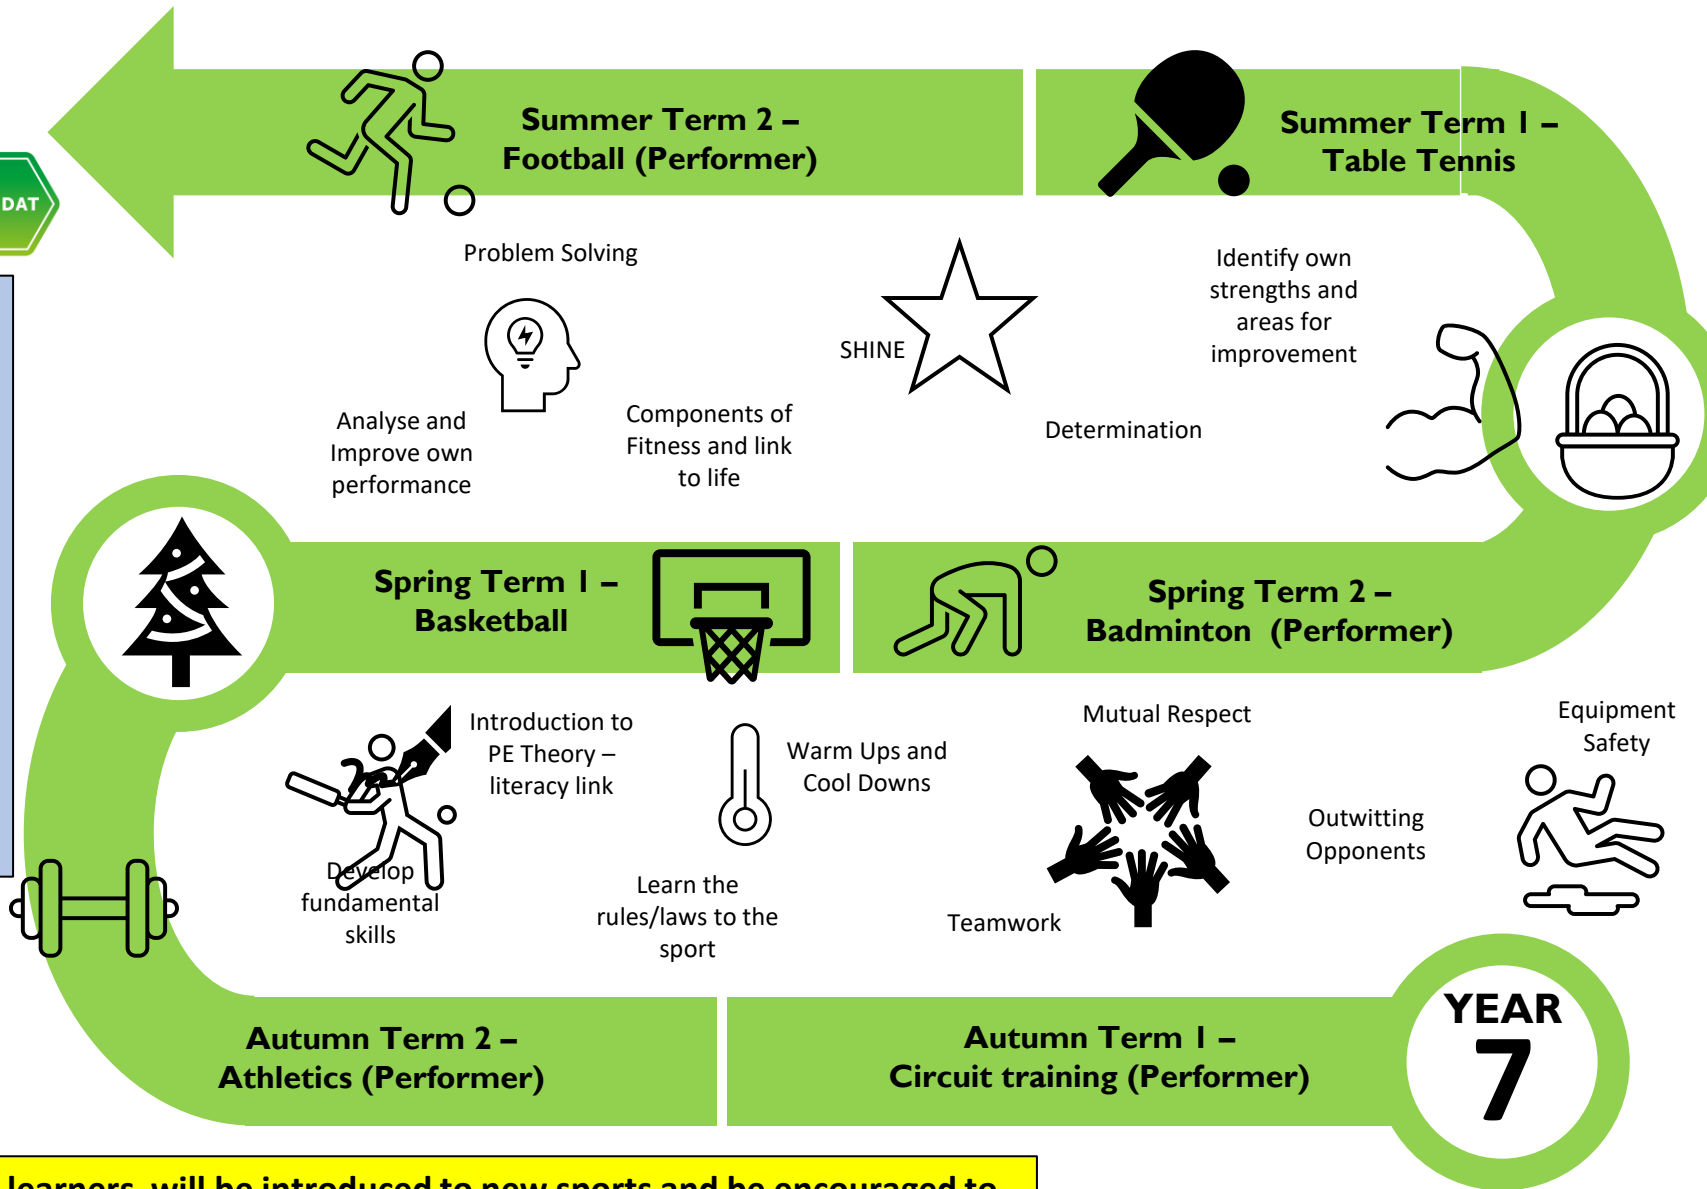 Summer Term 2 –
Football (Performer)
Summer Term 1 –
Table Tennis
DAT
Problem Solving
SHINE
Identify own
strengths and
areas for
improvement
Analyse and
Improve own
performance
Components of
Fitness and link
to life
Determination
Spring Term 1 –
Basketball
Spring Term 2 –
Badminton (Performer)
Introduction to
PE Theory –
literacy link
Warm Ups and
Cool Downs
Mutual Respect
Equipment
Safety
Outwitting
Opponents
Develop
fundamental
skills
Learn the
rules/laws to the
sport
Teamwork
Autumn Term 2 –
Athletics (Performer)
Autumn Term 1 –
Circuit training (Performer)
YEAR
7
learners will be introduced to new sports and be encouraged to